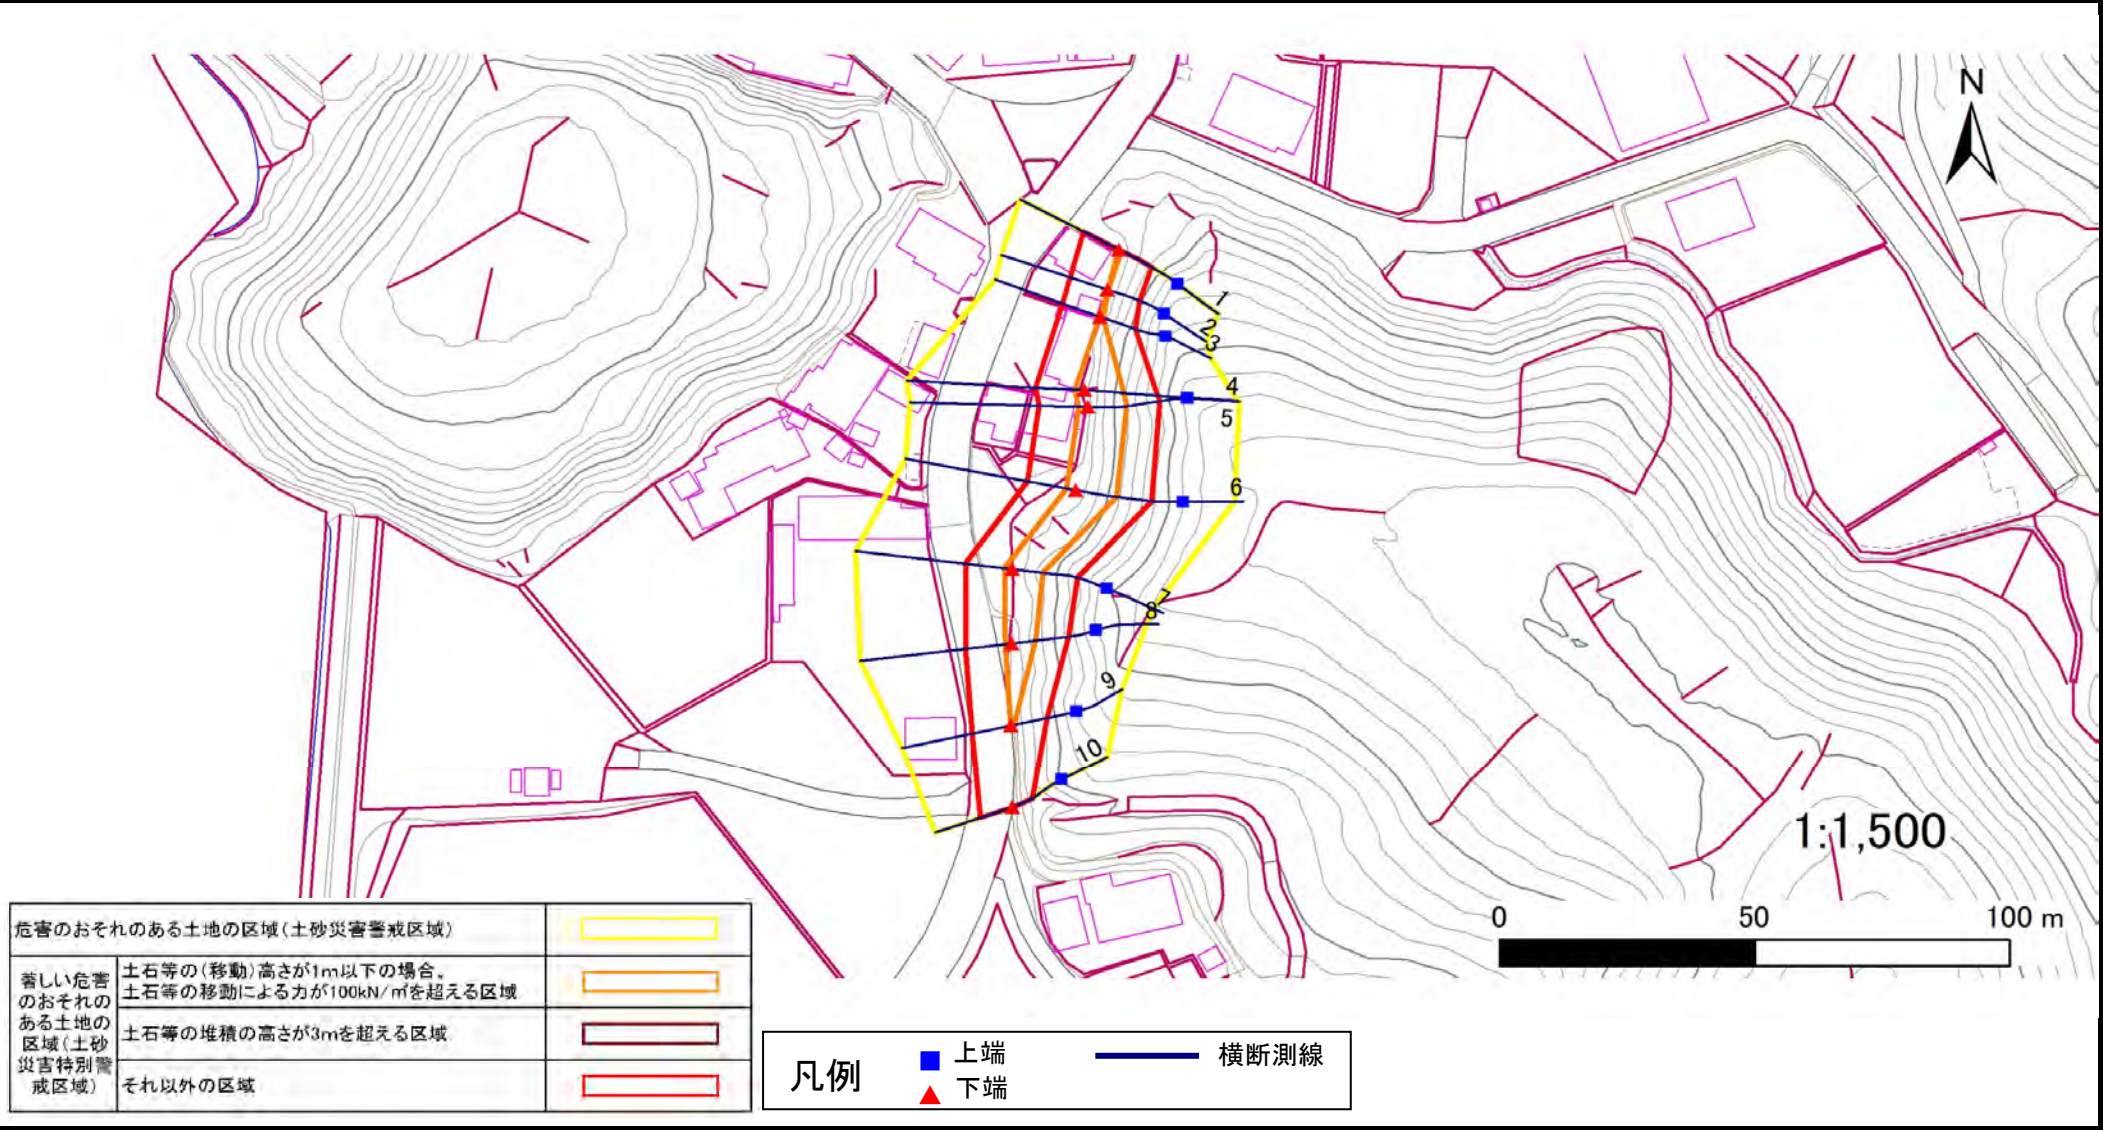 N
1
2
3
4
5
6
7
8
9
10
1:1,500
0 50 100 m
危害のおそれのある土地の区域(土砂災害警戒区域)
著しい危害
のおそれの
ある土地の
区域(土砂
災害特別警
戒区域)
土石等の(移動)高さが1m以下の場合、
土石等の移動による力が100kN/㎡を超える区域
土石等の堆積の高さが3mを超える区域
それ以外の区域
凡例
上端
下端
横断測線